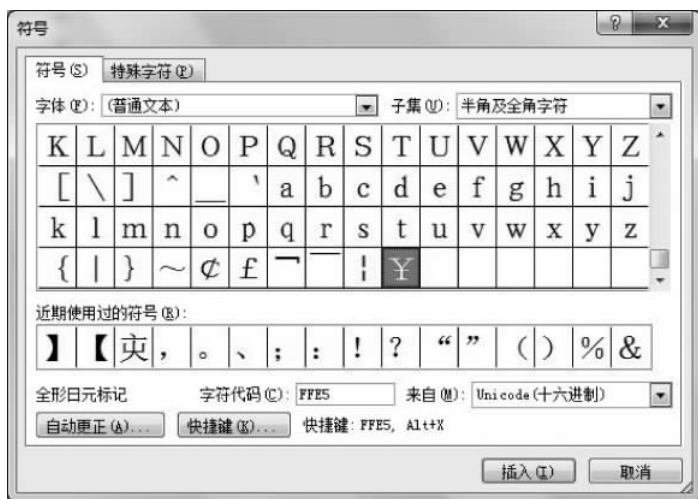 符号
符号(S) 特殊字符(P)
字体(F): (普通文本) 子集(U): 半角及全角字符
K L M N O P Q R S T U V W X Y Z
[ \ ] ^ _ ` a b c d e f g h i j
k l m n o p q r s t u v w x y z
{ | } ~ ¢ £ ¬ ¯ ¦ ¥
近期使用过的符号(R):
】 【 , 。 、 ; : ! ? “ ” ( ) % &
全形日元标记 字符代码(C): FFE5 来自(M): Unicode(十六进制)
自动更正(A)... 快捷键(K)... 快捷键: FFE5, Alt+X
插入(I) 取消